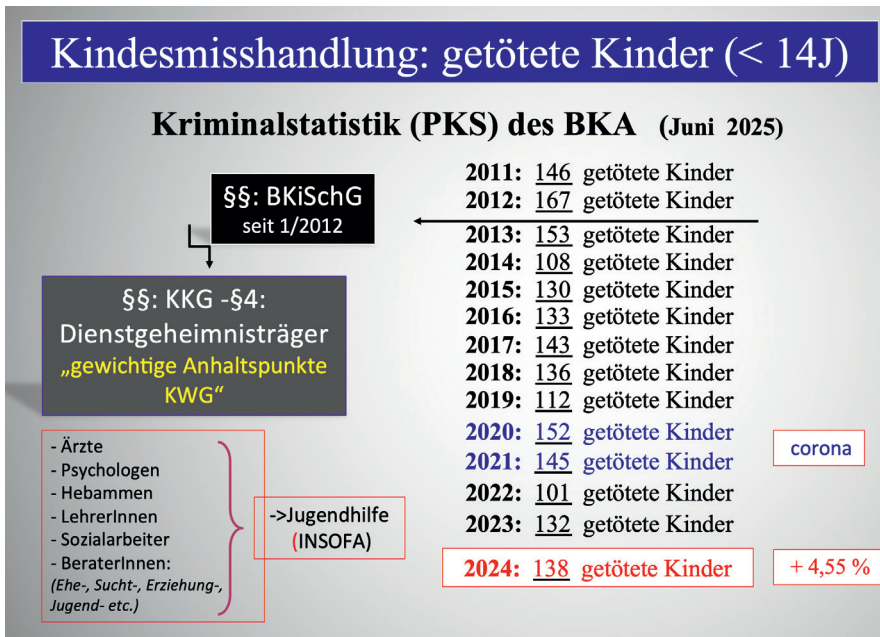 Kindesmisshandlung: getötete Kinder (< 14J)
Kriminalstatistik (PKS) des BKA (Juni 2025)
§§: BKiSchG
seit 1/2012
§§: KKG -§4:
Dienstgeheimnisträger
„gewichtige Anhaltspunkte
KWG“
- Ärzte
- Psychologen
- Hebammen
- LehrerInnen
- Sozialarbeiter
- BeraterInnen:
(Ehe-, Sucht-, Erziehung-,
Jugend- etc.)
->Jugendhilfe
(INSOFA)
2011: 146 getötete Kinder
2012: 167 getötete Kinder
2013: 153 getötete Kinder
2014: 108 getötete Kinder
2015: 130 getötete Kinder
2016: 133 getötete Kinder
2017: 143 getötete Kinder
2018: 136 getötete Kinder
2019: 112 getötete Kinder
2020: 152 getötete Kinder
2021: 145 getötete Kinder
corona
2022: 101 getötete Kinder
2023: 132 getötete Kinder
2024: 138 getötete Kinder
+ 4,55 %